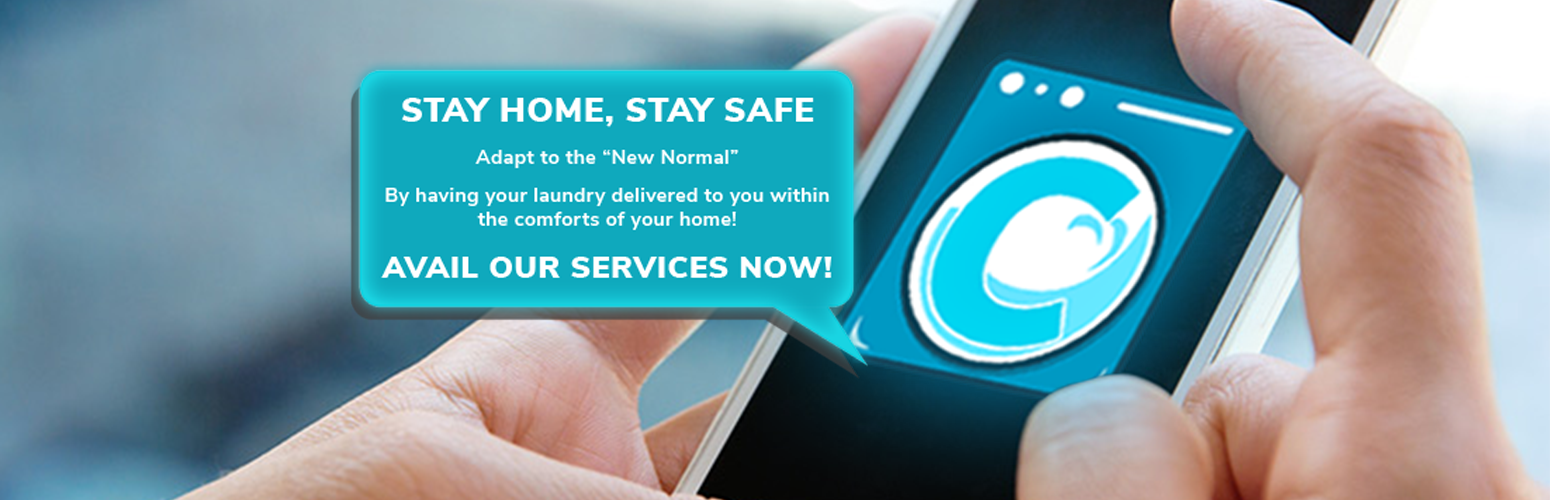 STAY HOME, STAY SAFE
Adapt to the “New Normal”
By having your laundry delivered to you within
the comforts of your home!
AVAIL OUR SERVICES NOW!